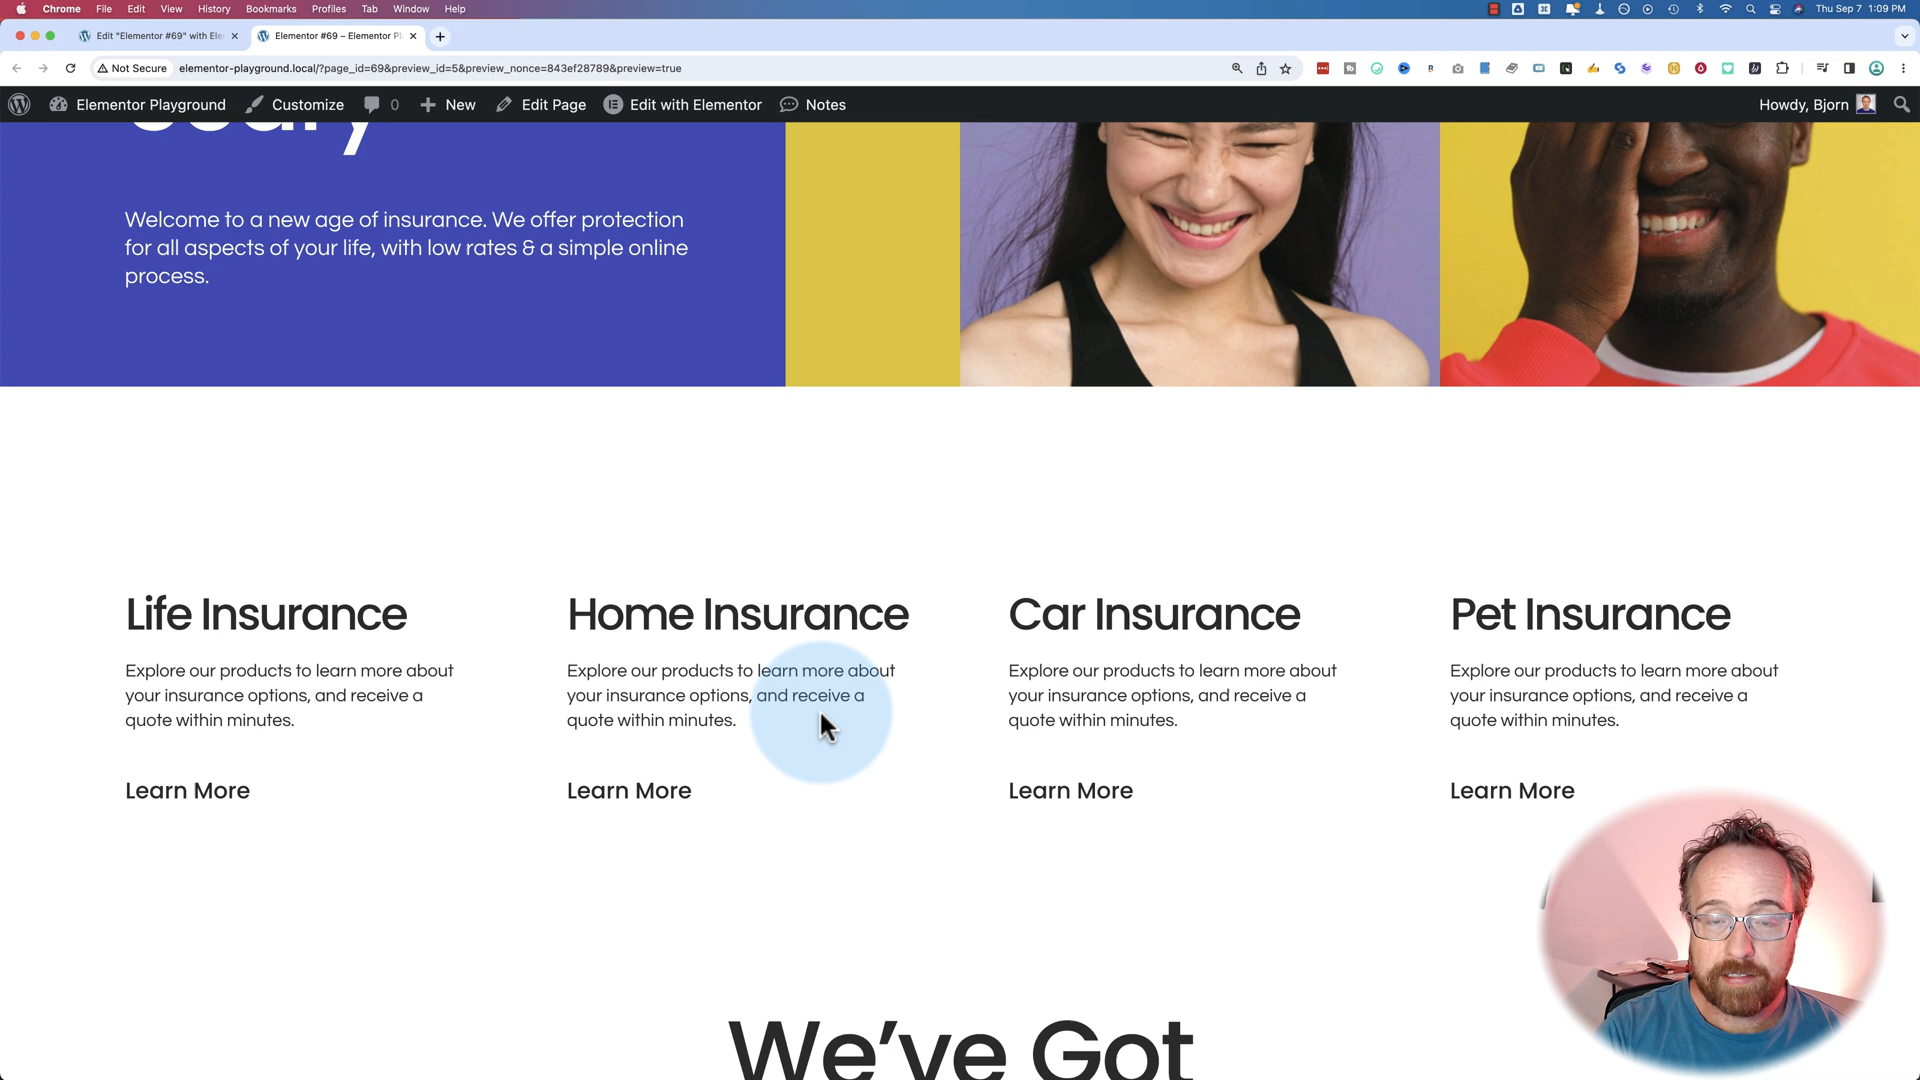 Chrome File Edit View History Bookmarks Profiles Tab Window Help Thu Sep 7 1:09 PM
Edit "Elementor #69" with Ele Elementor #69 – Elementor P
Not Secure elementor-playground.local/?page_id=69&preview_id=5&preview_nonce=843ef28789&preview=true
Elementor Playground Customize 0 New Edit Page Edit with Elementor Notes Howdy, Bjorn
Welcome to a new age of insurance. We offer protection
for all aspects of your life, with low rates & a simple online
process.
Life Insurance
Explore our products to learn more about
your insurance options, and receive a
quote within minutes.
Learn More
Home Insurance
Explore our products to learn more about
your insurance options, and receive a
quote within minutes.
Learn More
Car Insurance
Explore our products to learn more about
your insurance options, and receive a
quote within minutes.
Learn More
Pet Insurance
Explore our products to learn more about
your insurance options, and receive a
quote within minutes.
Learn More
We’ve Got